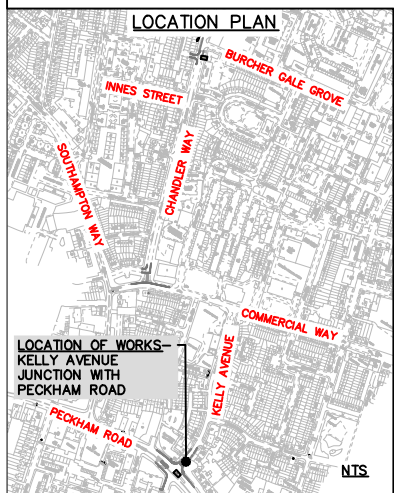 LOCATION PLAN
BURCHER GALE GROVE
INNES STREET
CHANDLER WAY
SOUTHAMPTON WAY
COMMERCIAL WAY
KELLY AVENUE
LOCATION OF WORKS
KELLY AVENUE
JUNCTION WITH
PECKHAM ROAD
PECKHAM ROAD
NTS